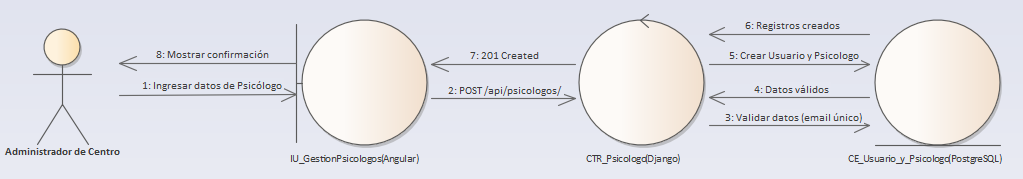 6: Registros creados
8: Mostrar confirmación
7: 201 Created
5: Crear Usuario y Psicologo
1: Ingresar datos de Psicólogo
2: POST /api/psicologos/
4: Datos válidos
3: Validar datos (email único)
Administrador de Centro
IU_GestionPsicologos(Angular)
CTR_Psicologo(Django)
CE_Usuario_y_Psicologo(PostgreSQL)